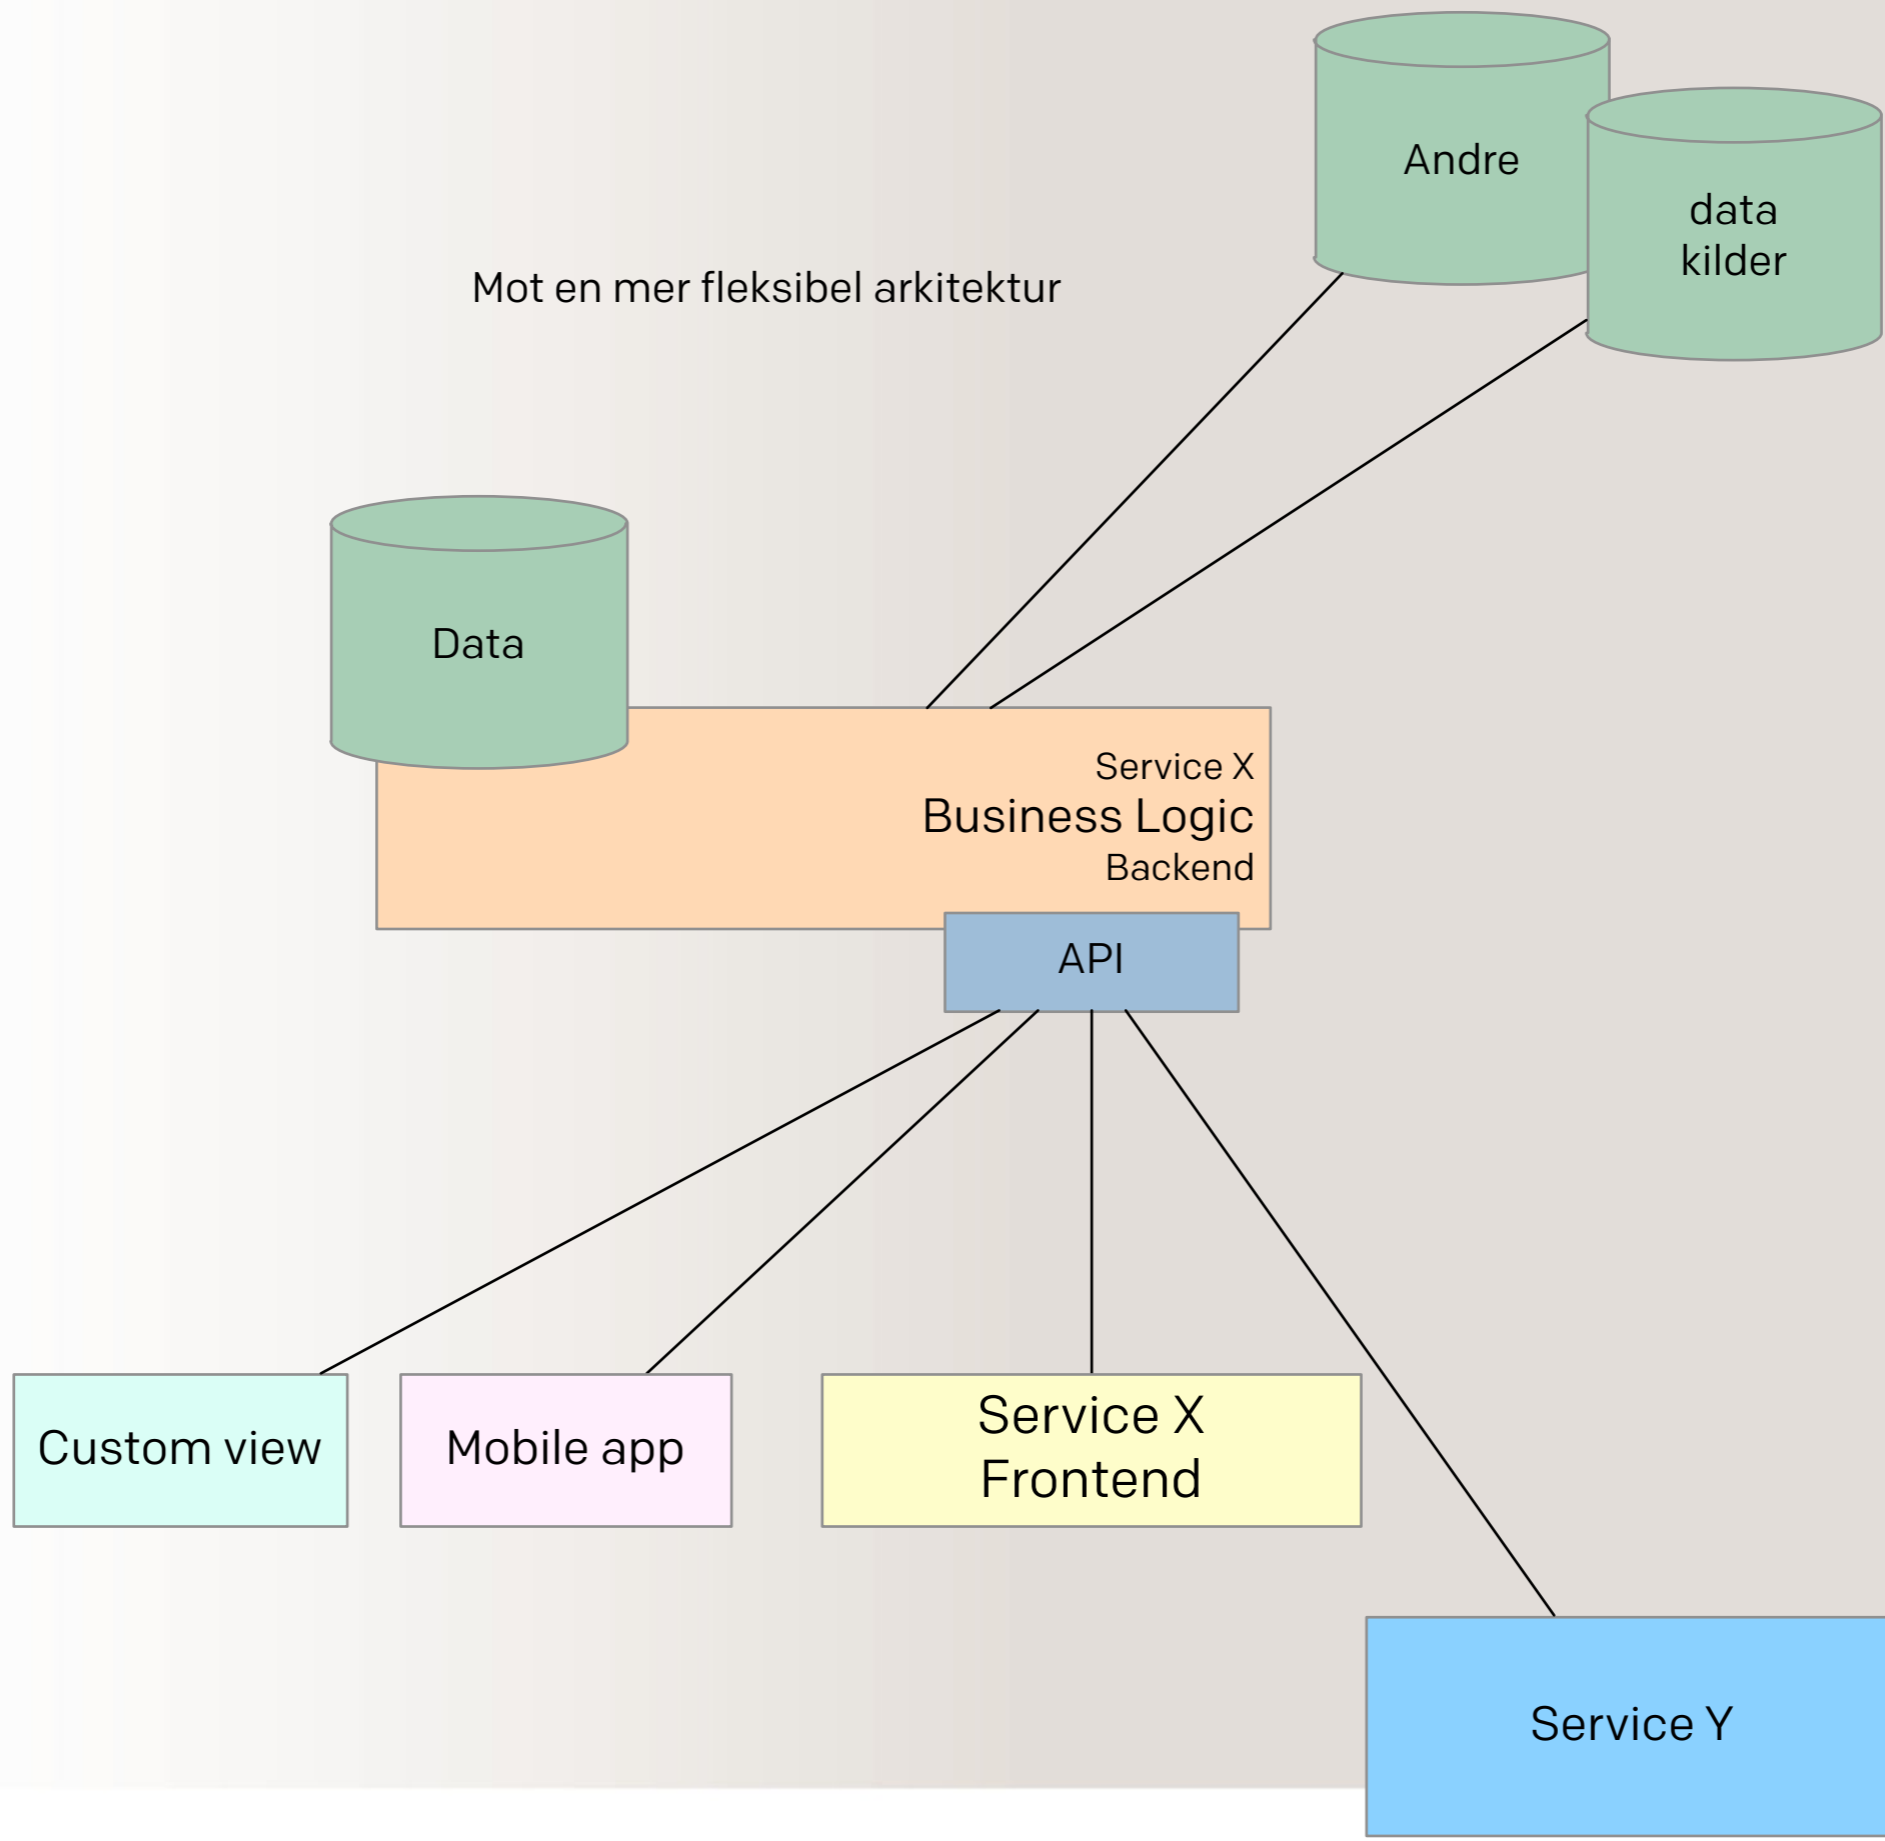 Andre
data
kilder
Mot en mer fleksibel arkitektur
Data
Service X
Business Logic
Backend
API
Custom view
Mobile app
Service X
Frontend
Service Y